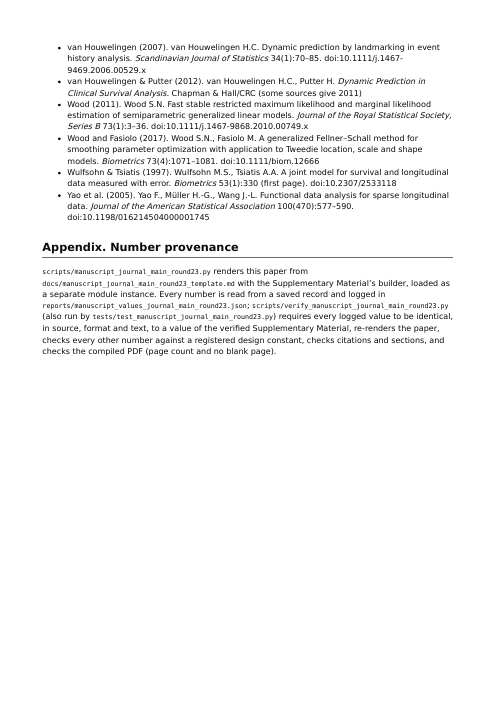 • van Houwelingen (2007). van Houwelingen H.C. Dynamic prediction by landmarking in event
history analysis. Scandinavian Journal of Statistics 34(1):70–85. doi:10.1111/j.1467-
9469.2006.00529.x
• van Houwelingen & Putter (2012). van Houwelingen H.C., Putter H. Dynamic Prediction in
Clinical Survival Analysis. Chapman & Hall/CRC (some sources give 2011)
• Wood (2011). Wood S.N. Fast stable restricted maximum likelihood and marginal likelihood
estimation of semiparametric generalized linear models. Journal of the Royal Statistical Society,
Series B 73(1):3–36. doi:10.1111/j.1467-9868.2010.00749.x
• Wood and Fasiolo (2017). Wood S.N., Fasiolo M. A generalized Fellner–Schall method for
smoothing parameter optimization with application to Tweedie location, scale and shape
models. Biometrics 73(4):1071–1081. doi:10.1111/biom.12666
• Wulfsohn & Tsiatis (1997). Wulfsohn M.S., Tsiatis A.A. A joint model for survival and longitudinal
data measured with error. Biometrics 53(1):330 (first page). doi:10.2307/2533118
• Yao et al. (2005). Yao F., Müller H.-G., Wang J.-L. Functional data analysis for sparse longitudinal
data. Journal of the American Statistical Association 100(470):577–590.
doi:10.1198/016214504000001745
Appendix. Number provenance
scripts/manuscript_journal_main_round23.py renders this paper from
docs/manuscript_journal_main_round23_template.md with the Supplementary Material’s builder, loaded as
a separate module instance. Every number is read from a saved record and logged in
reports/manuscript_values_journal_main_round23.json; scripts/verify_manuscript_journal_main_round23.py
(also run by tests/test_manuscript_journal_main_round23.py) requires every logged value to be identical,
in source, format and text, to a value of the verified Supplementary Material, re-renders the paper,
checks every other number against a registered design constant, checks citations and sections, and
checks the compiled PDF (page count and no blank page).